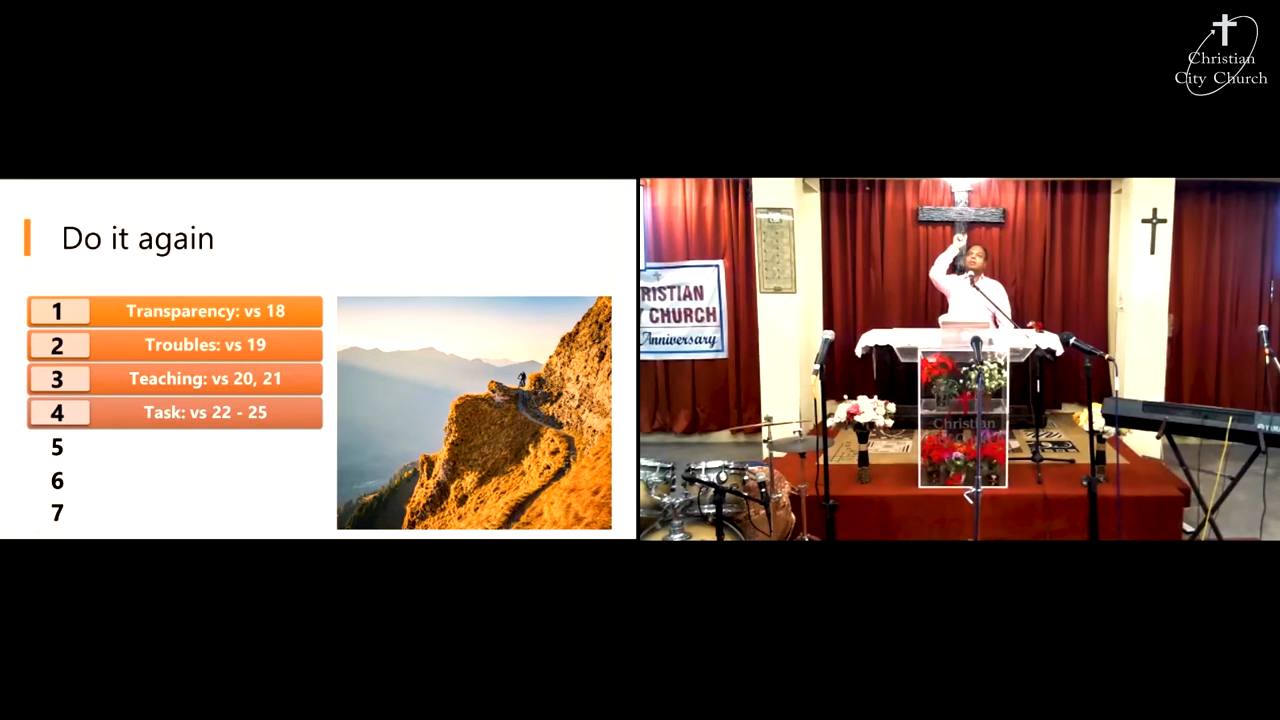 Christian
City Church
Do it again
1 Transparency: vs 18
2 Troubles: vs 19
3 Teaching: vs 20, 21
4 Task: vs 22 - 25
5
6
7
RISTIAN
CHURCH
Anniversary
Christian